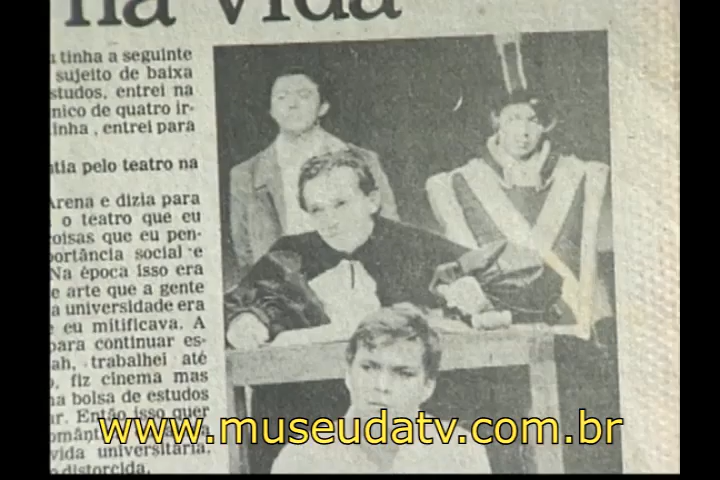 na vida
tinha a seguinte
sujeito de baixa
studos, entrei na
nico de quatro ir-
inha, entrei para
tia pelo teatro na
Arena e dizia para
o teatro que eu
oisas que eu pen-
ortância social e
Na época isso era
e arte que a gente
a universidade era
e eu mitificava. A
para continuar es-
ah, trabalhei até
, fiz cinema mas
na bolsa de estudos
ar. Então isso quer
vida universitária,
distorcida.
www.museudatv.com.br